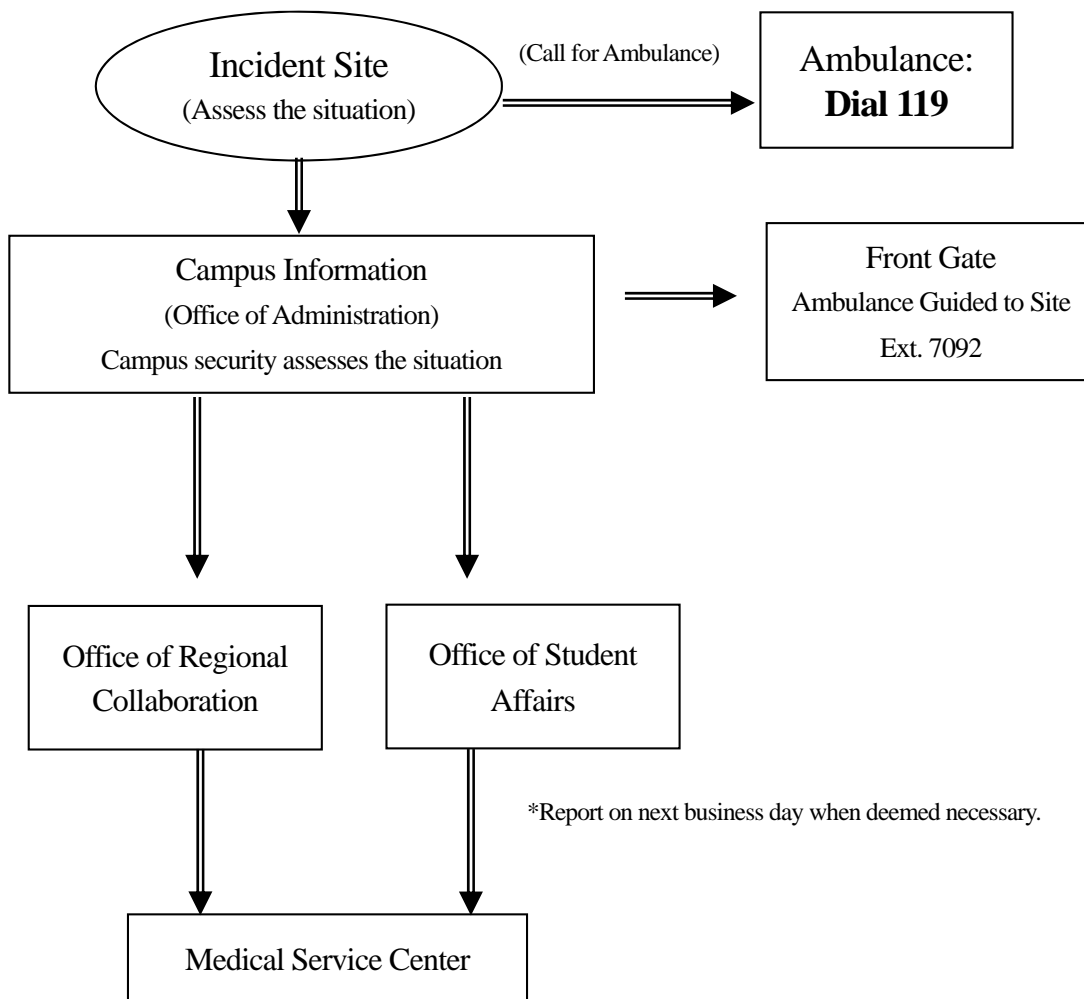 Incident Site
(Assess the situation)
(Call for Ambulance)
Ambulance:
Dial 119
Campus Information
(Office of Administration)
Campus security assesses the situation
Front Gate
Ambulance Guided to Site
Ext. 7092
Office of Regional
Collaboration
Office of Student
Affairs
*Report on next business day when deemed necessary.
Medical Service Center